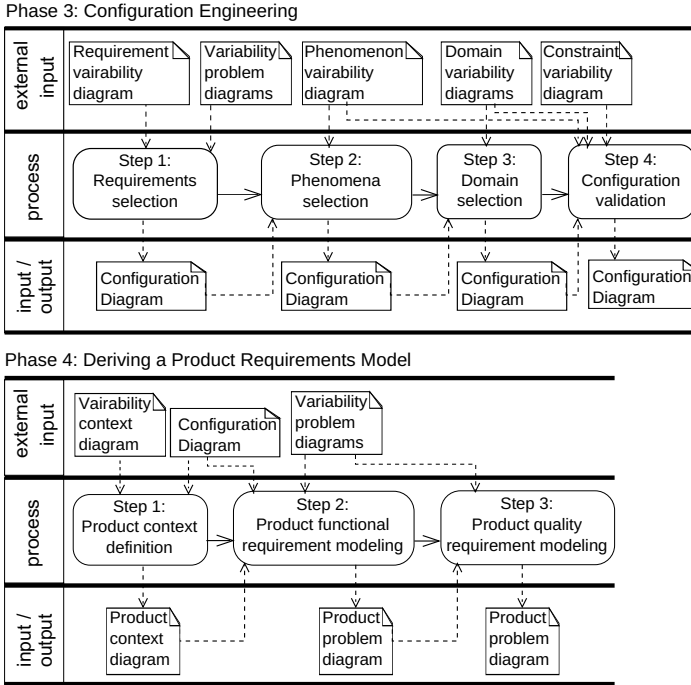 Phase 3: Configuration Engineering
external
input
Requirement
vairability
diagram
Variability
problem
diagrams
Phenomenon
vairability
diagram
Domain
variability
diagrams
Constraint
variability
diagram
process
Step 1:
Requirements
selection
Step 2:
Phenomena
selection
Step 3:
Domain
selection
Step 4:
Configuration
validation
input /
output
Configuration
Diagram
Configuration
Diagram
Configuration
Diagram
Configuration
Diagram
Phase 4: Deriving a Product Requirements Model
external
input
Vairability
context
diagram
Configuration
Diagram
Variability
problem
diagrams
process
Step 1:
Product context
definition
Step 2:
Product functional
requirement modeling
Step 3:
Product quality
requirement modeling
input /
output
Product
context
diagram
Product
problem
diagram
Product
problem
diagram